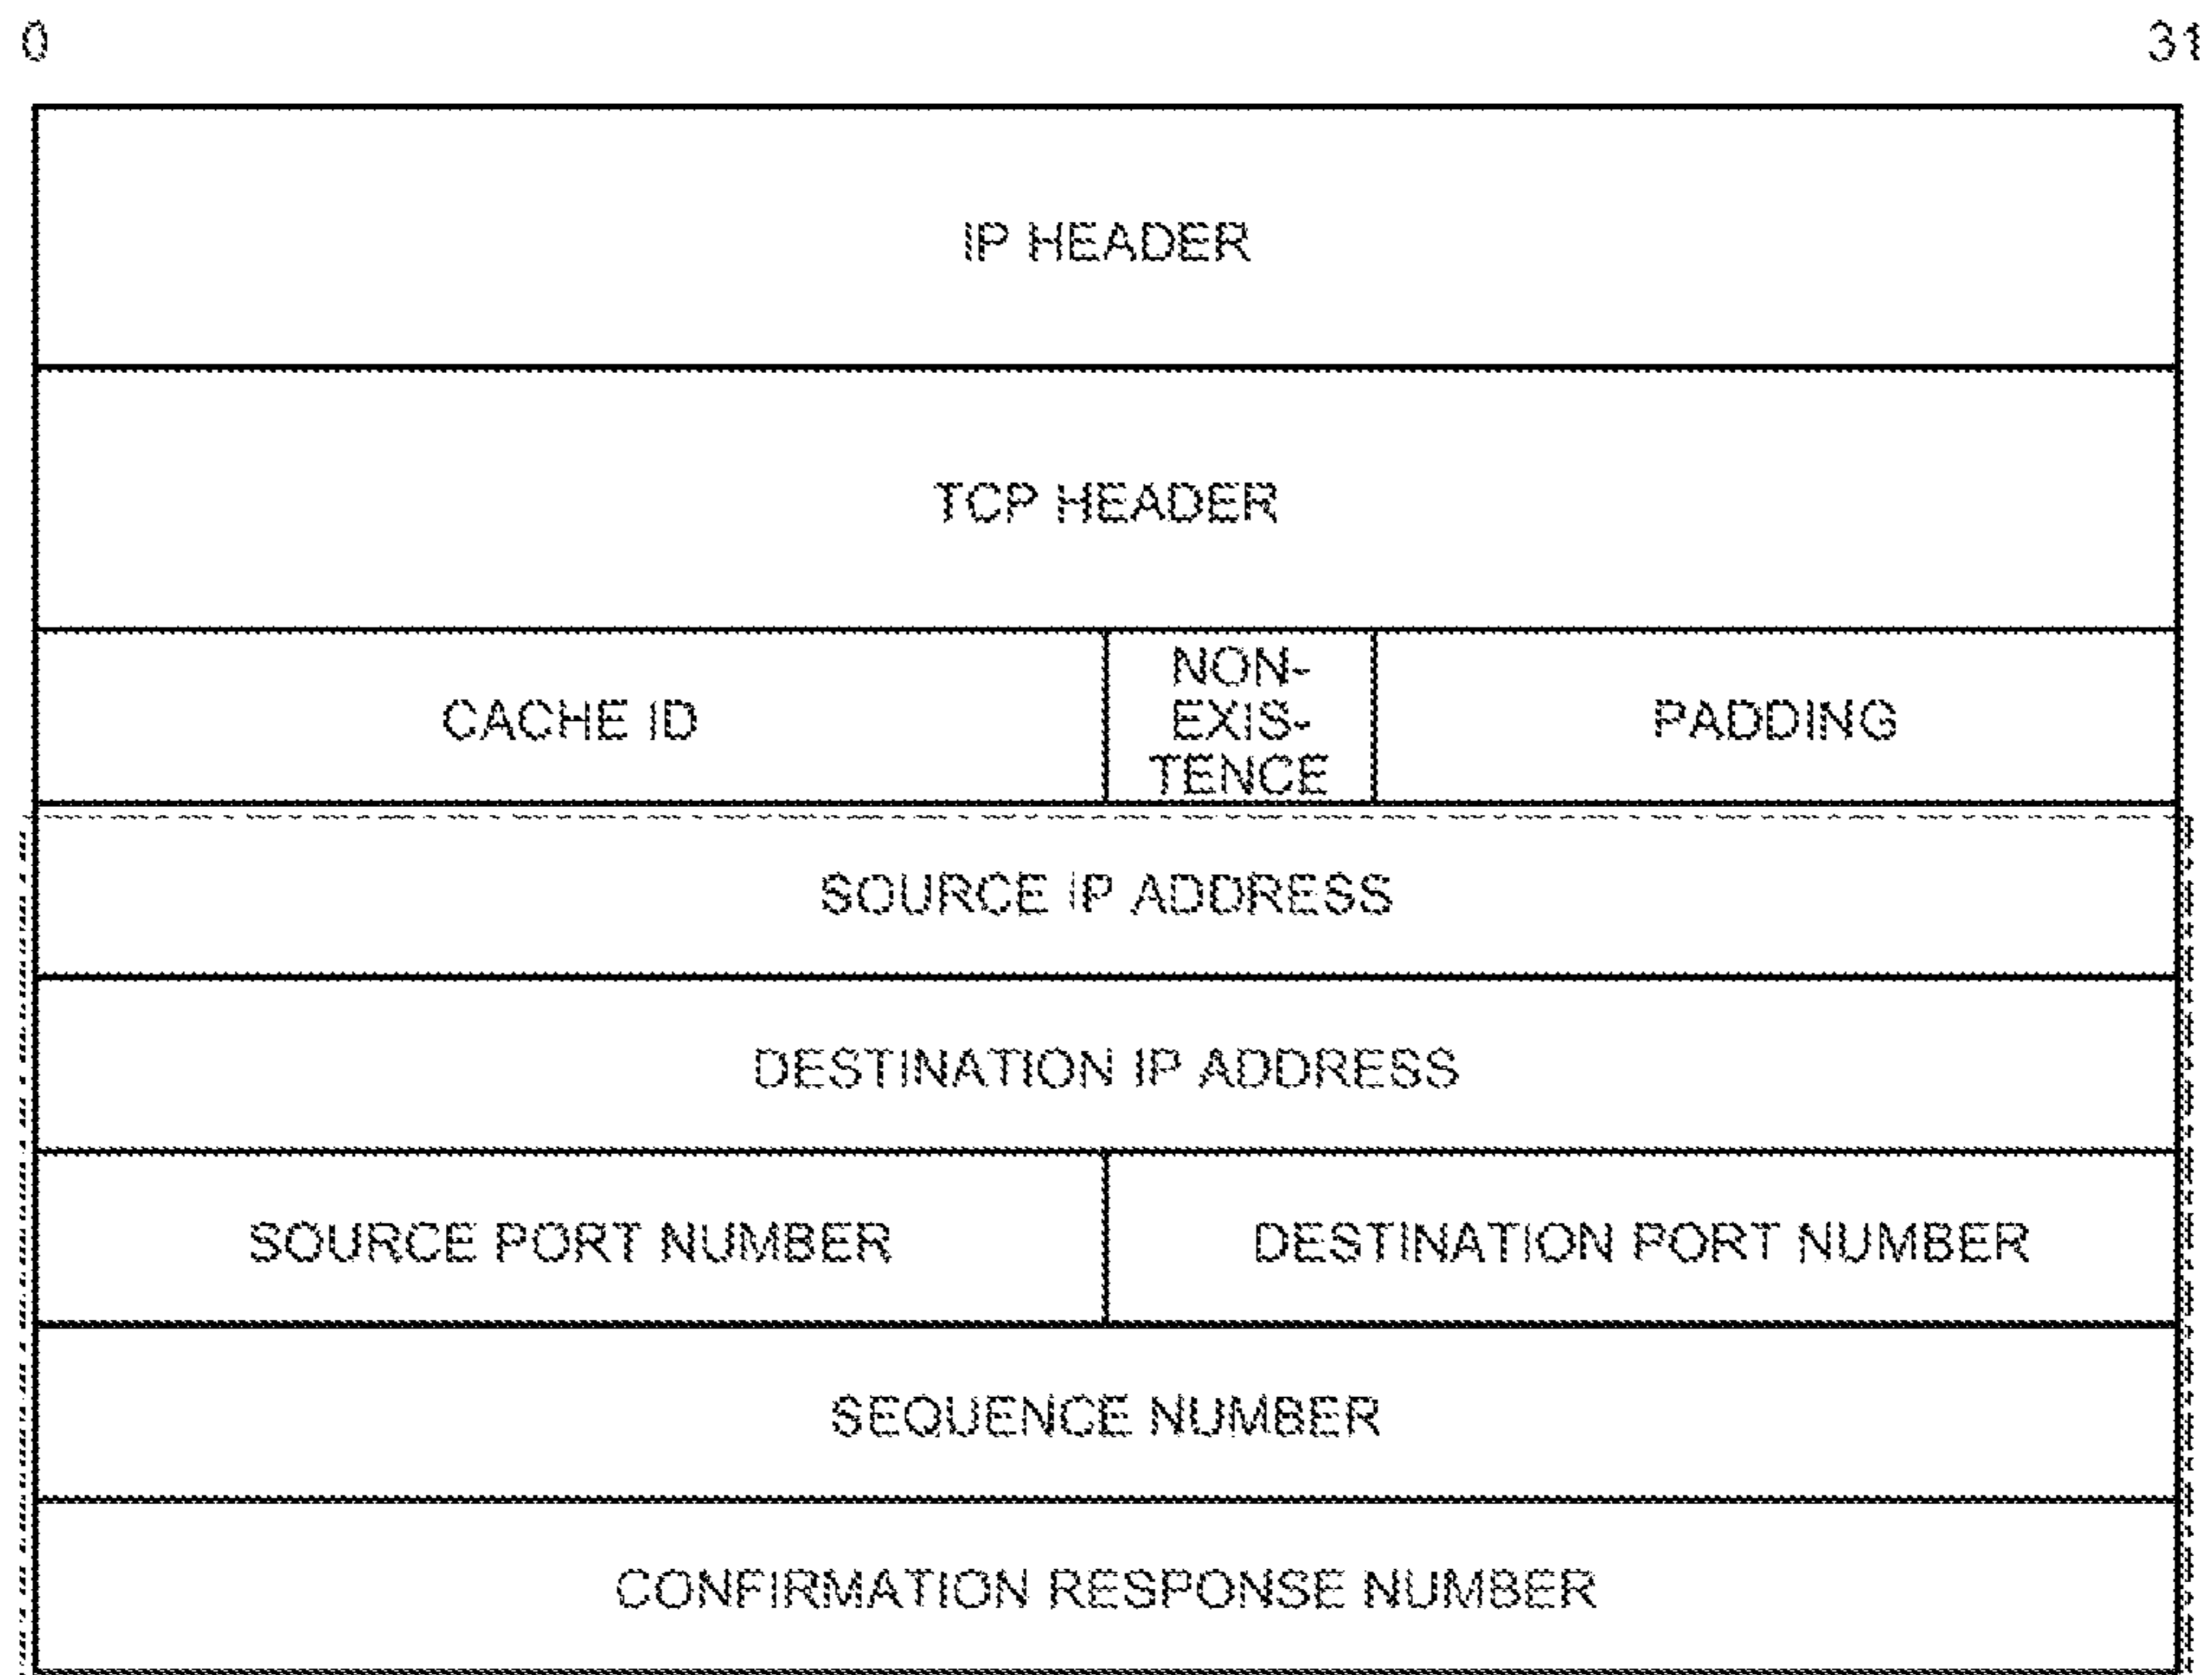 0 31
IP HEADER
TCP HEADER
CACHE ID
NON-
EXIS-
TENCE
PADDING
SOURCE IP ADDRESS
DESTINATION IP ADDRESS
SOURCE PORT NUMBER
DESTINATION PORT NUMBER
SEQUENCE NUMBER
CONFIRMATION RESPONSE NUMBER